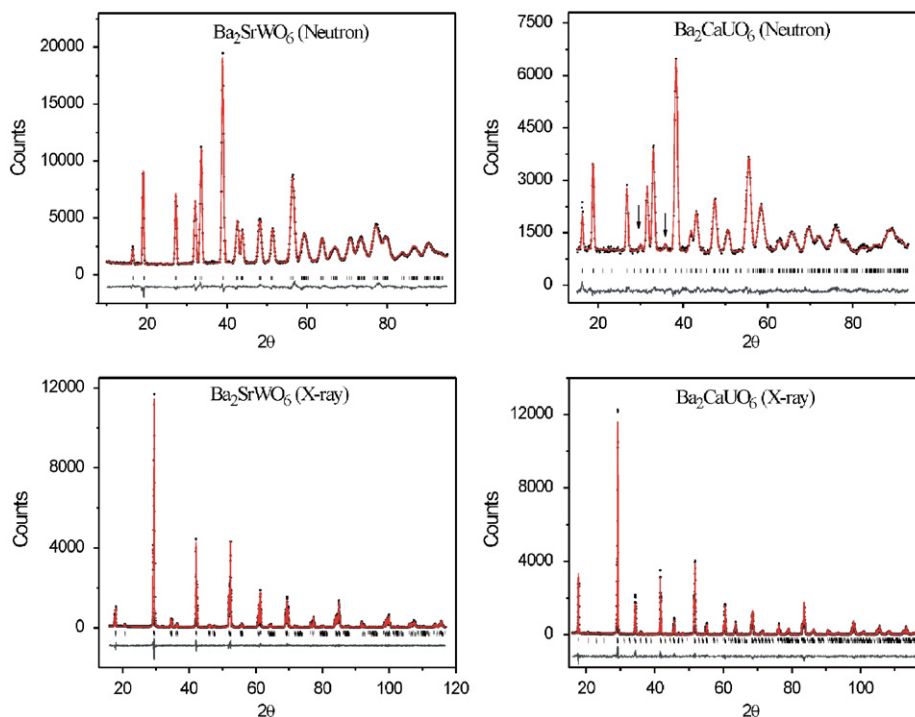 Ba₂SrWO₆ (Neutron)
Counts
20000
15000
10000
5000
0
20 40 60 80
2θ
Ba₂CaUO₆ (Neutron)
Counts
7500
6000
4500
3000
1500
0
20 40 60 80
2θ
Ba₂SrWO₆ (X-ray)
Counts
12000
8000
4000
0
20 40 60 80 100 120
2θ
Ba₂CaUO₆ (X-ray)
Counts
12000
8000
4000
0
20 40 60 80 100
2θ